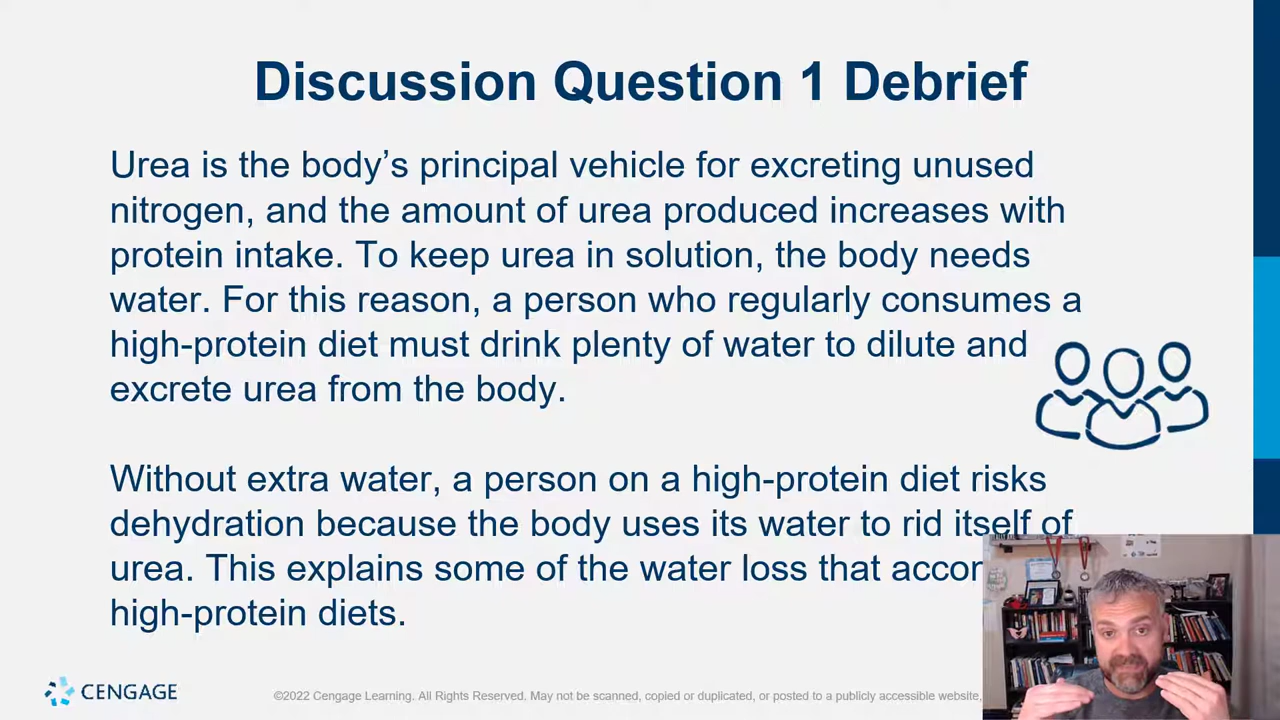 Discussion Question 1 Debrief
Urea is the body’s principal vehicle for excreting unused
nitrogen, and the amount of urea produced increases with
protein intake. To keep urea in solution, the body needs
water. For this reason, a person who regularly consumes a
high-protein diet must drink plenty of water to dilute and
excrete urea from the body.
Without extra water, a person on a high-protein diet risks
dehydration because the body uses its water to rid itself of
urea. This explains some of the water loss that accor
high-protein diets.
CENGAGE
©2022 Cengage Learning. All Rights Reserved. May not be scanned, copied or duplicated, or posted to a publicly accessible website,